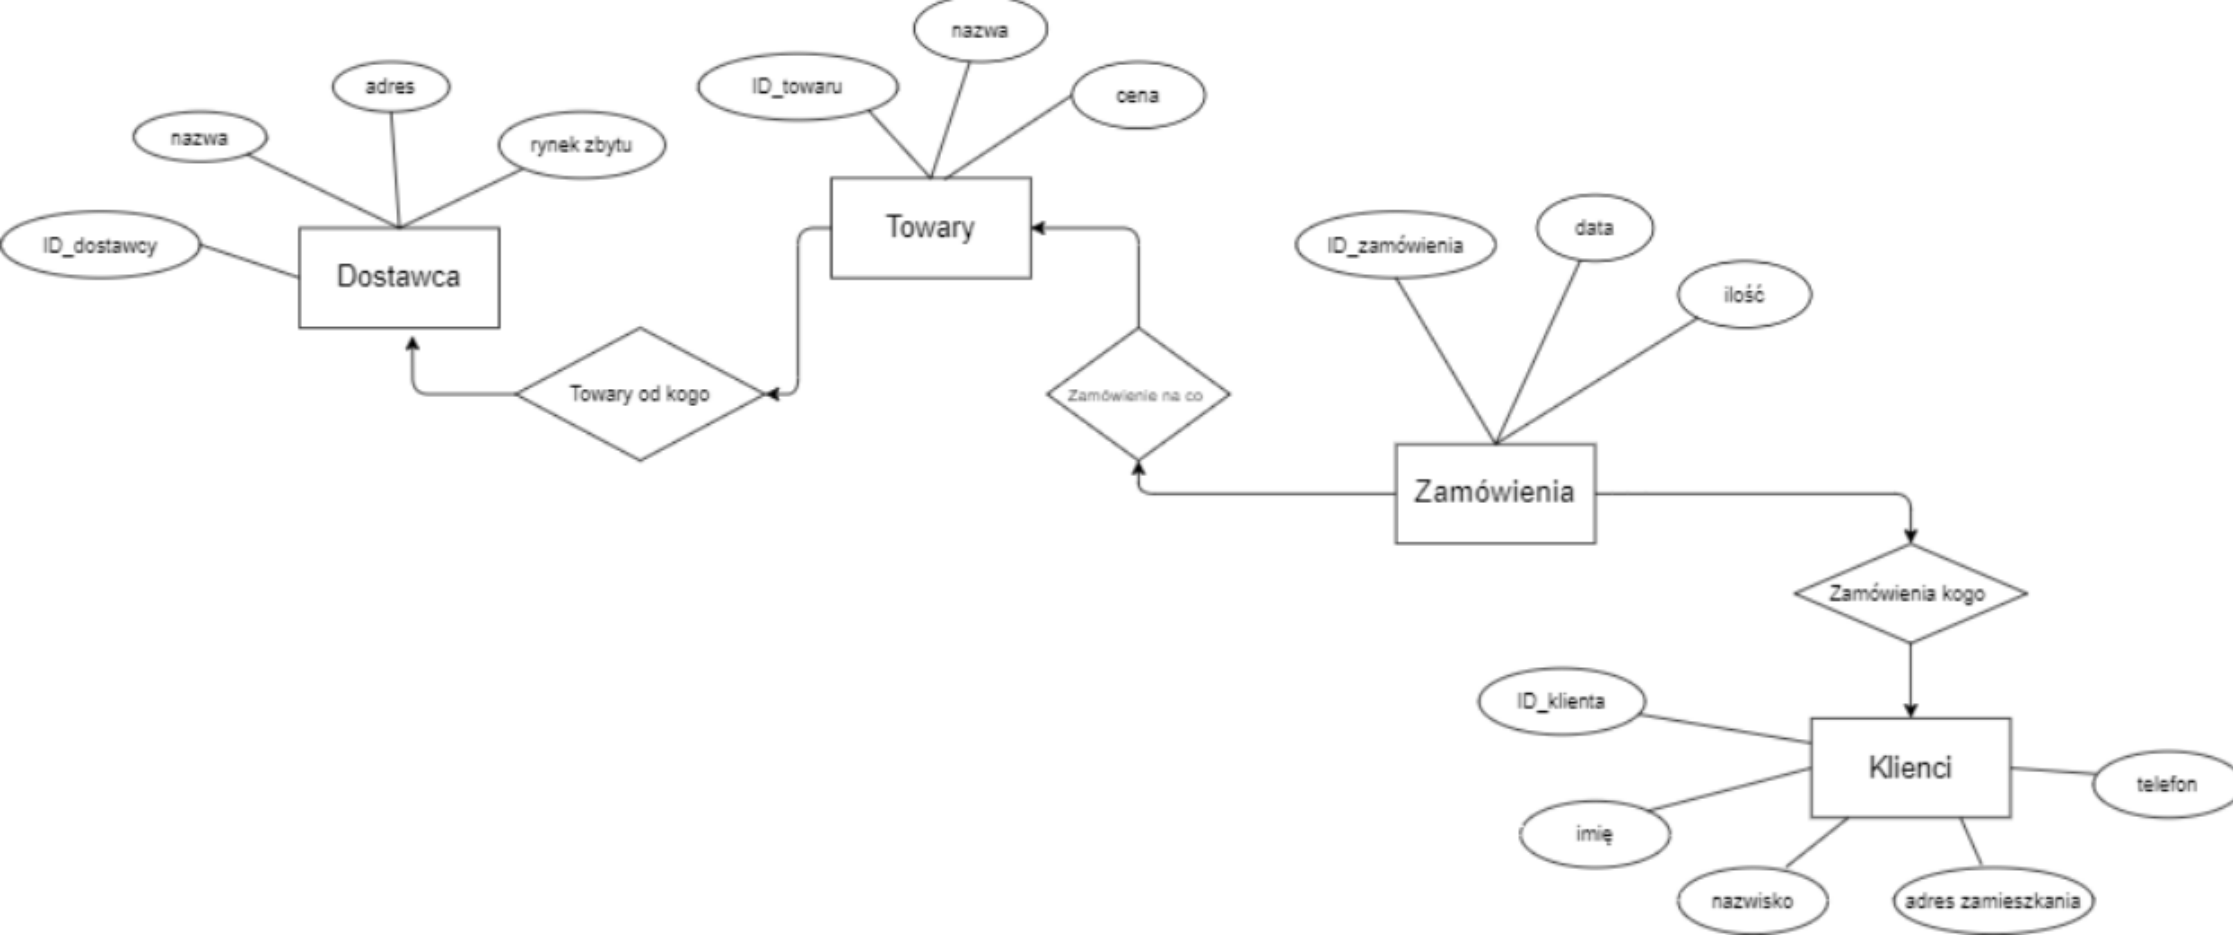 nazwa
adres
ID_towaru
cena
nazwa
rynek zbytu
ID_dostawcy
Dostawca
Towary
ID_zamówienia
data
ilość
Towary od kogo
Zamówienie na co
Zamówienia
Zamówienia kogo
ID_klienta
Klienci
telefon
imię
nazwisko
adres zamieszkania